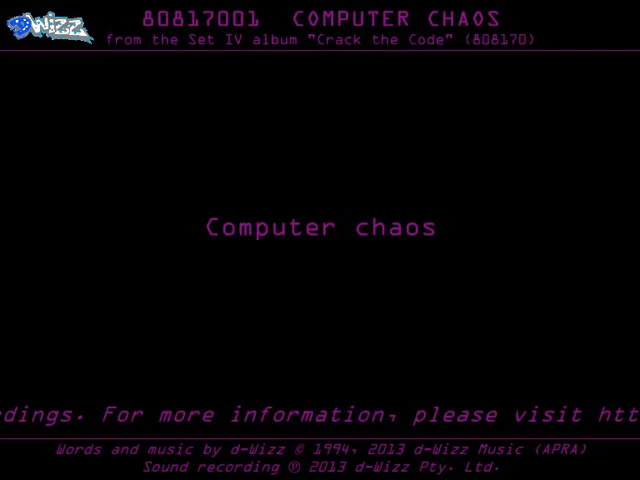 80817001 COMPUTER CHAOS
D-Wizz
from the Set IV album "Crack the Code" (808170)
Computer chaos
dings. For more information, please visit htt
Words and music by d-Wizz © 1994, 2013 d-Wizz Music (APRA)
Sound recording ℗ 2013 d-Wizz Pty. Ltd.